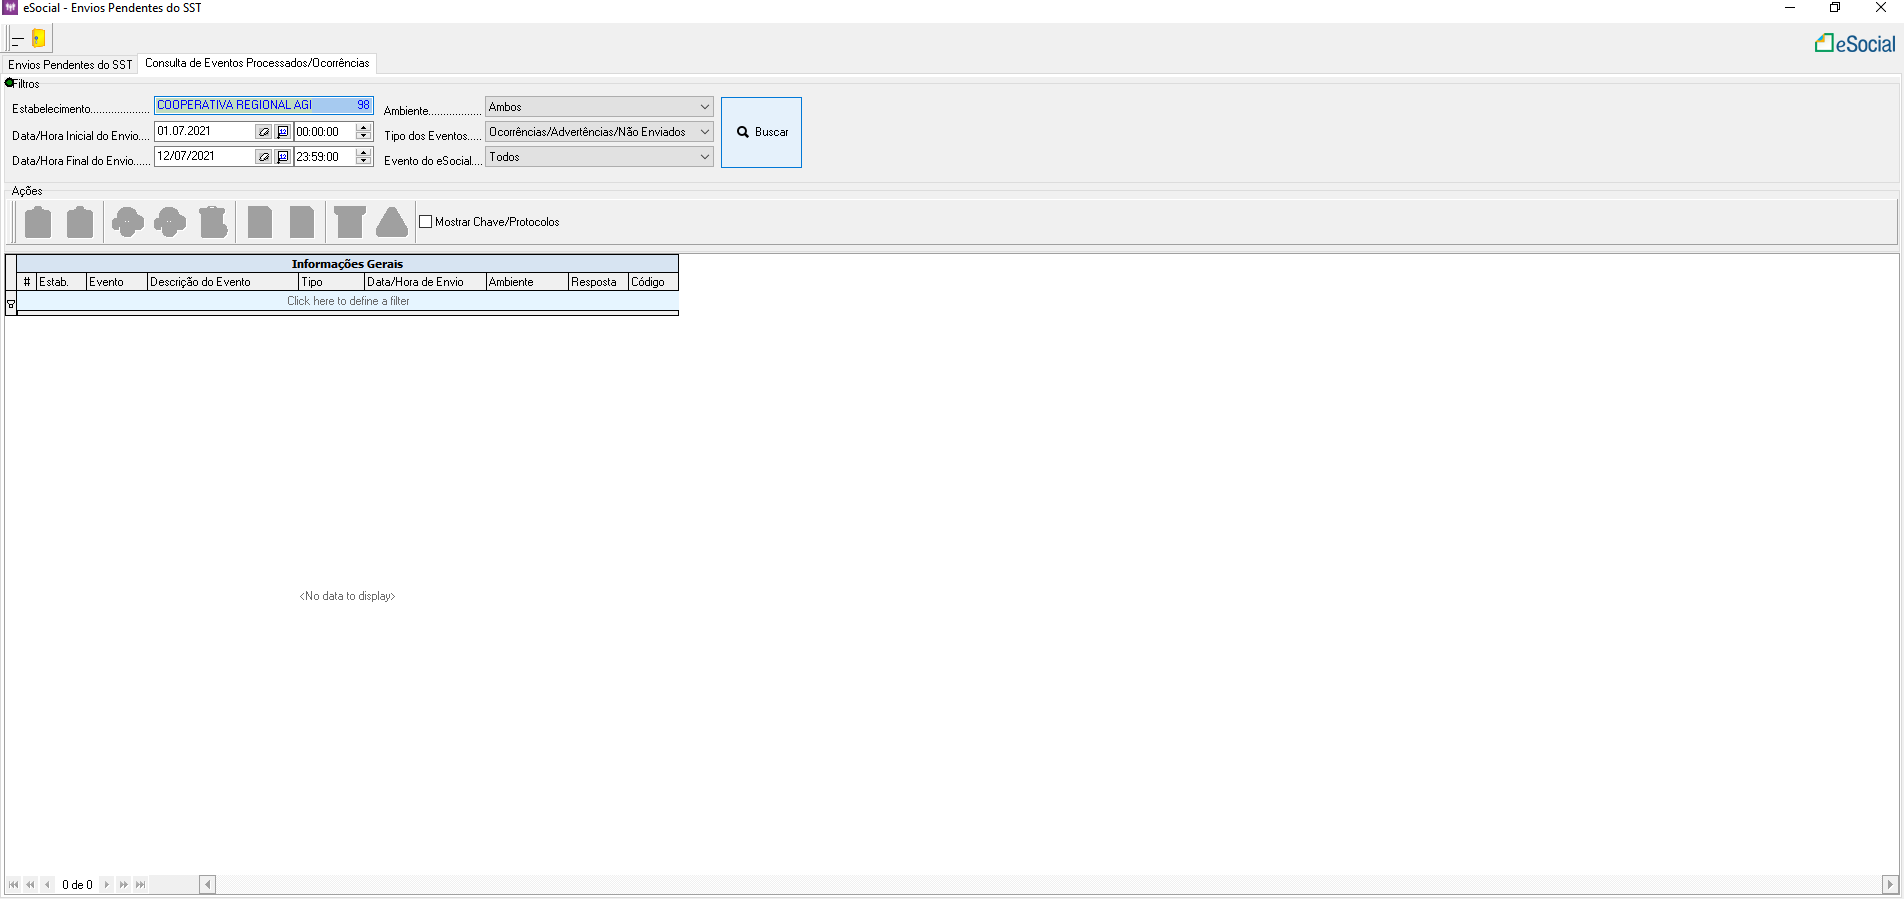 eSocial - Envios Pendentes do SST
eSocial
Envios Pendentes do SST Consulta de Eventos Processados/Ocorrências
Filtros
Estabelecimento.................... COOPERATIVA REGIONAL AGI 98 Ambiente.................. Ambos
Data/Hora Inicial do Envio.... 01.07.2021 00:00:00 Tipo dos Eventos..... Ocorrências/Advertências/Não Enviados Buscar
Data/Hora Final do Envio...... 12/07/2021 23:59:00 Evento do eSocial.... Todos
Ações
Mostrar Chave/Protocolos
Informações Gerais
# Estab. Evento Descrição do Evento Tipo Data/Hora de Envio Ambiente Resposta Código
Click here to define a filter
<No data to display>
0 de 0